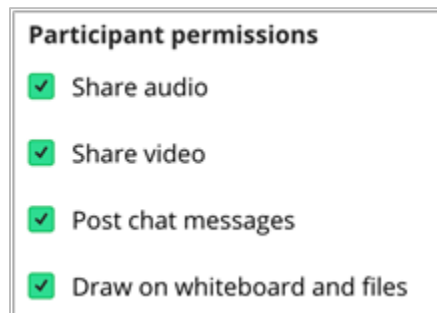 Participant permissions
Share audio
Share video
Post chat messages
Draw on whiteboard and files